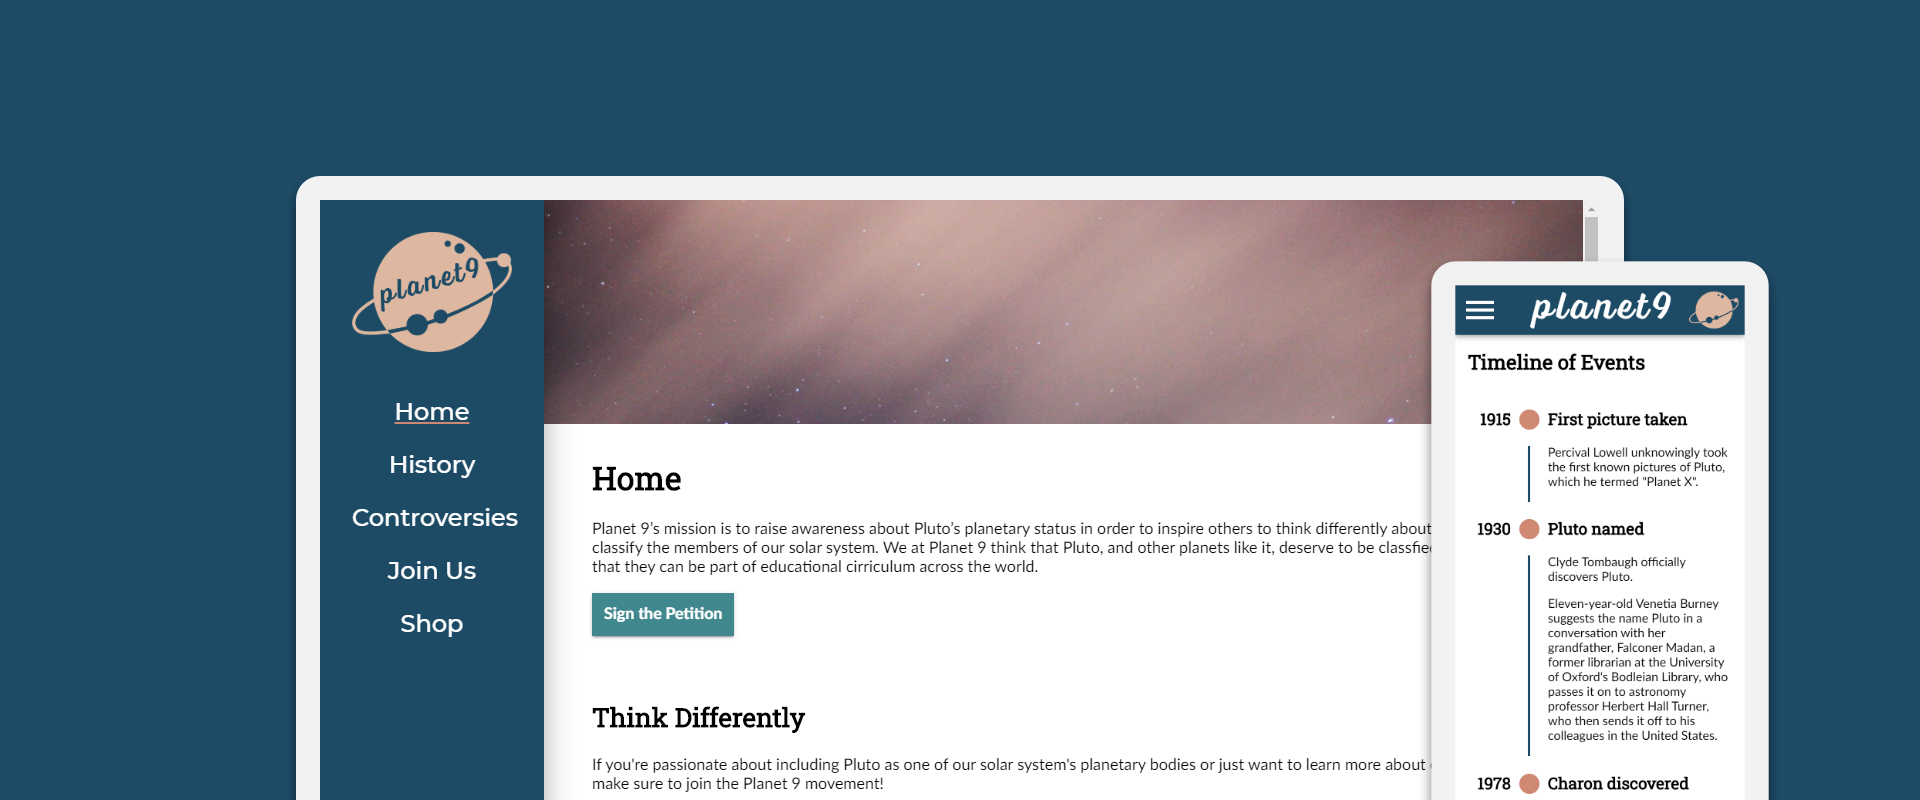 planet9
Home
History
Controversies
Join Us
Shop
Home
Planet 9's mission is to raise awareness about Pluto's planetary status in order to inspire others to think differently about
classify the members of our solar system. We at Planet 9 think that Pluto, and other planets like it, deserve to be classfied
that they can be part of educational cirriculum across the world.
Sign the Petition
Think Differently
If you're passionate about including Pluto as one of our solar system's planetary bodies or just want to learn more about
make sure to join the Planet 9 movement!
planet9
Timeline of Events
1915 First picture taken
Percival Lowell unknowingly took
the first known pictures of Pluto,
which he termed "Planet X".
1930 Pluto named
Clyde Tombaugh officially
discovers Pluto.
Eleven-year-old Venetia Burney
suggests the name Pluto in a
conversation with her
grandfather, Falconer Madan, a
former librarian at the University
of Oxford's Bodleian Library, who
passes it on to astronomy
professor Herbert Hall Turner,
who then sends it off to his
colleagues in the United States.
1978 Charon discovered